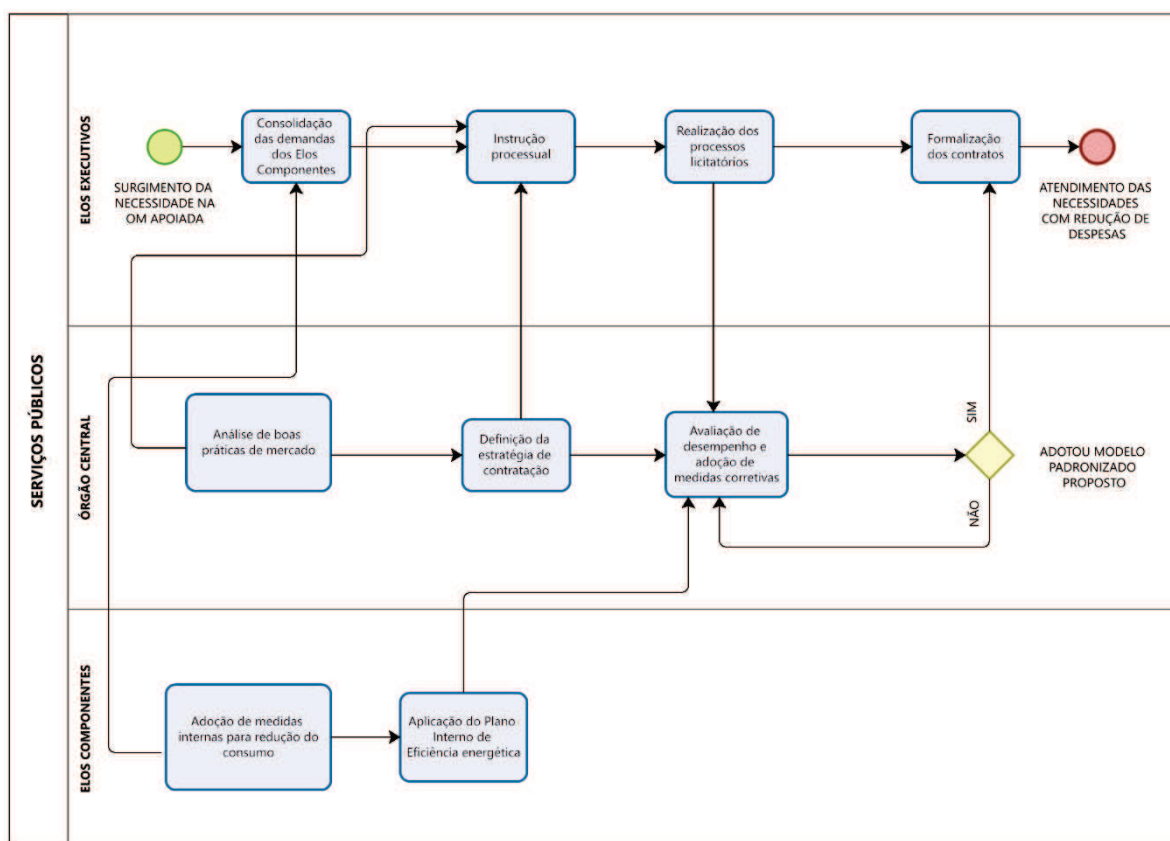 SERVIÇOS PÚBLICOS
ELOS EXECUTIVOS
SURGIMENTO DA
NECESSIDADE NA
OM APOIADA
Consolidação
das demandas
dos Elos
Componentes
Instrução
processual
Realização dos
processos
licitatórios
Formalização
dos contratos
ATENDIMENTO DAS
NECESSIDADES
COM REDUÇÃO DE
DESPESAS
ÓRGÃO CENTRAL
Análise de boas
práticas de mercado
Definição da
estratégia de
contratação
Avaliação de
desempenho e
adoção de
medidas corretivas
SIM
NÃO
ADOTOU MODELO
PADRONIZADO
PROPOSTO
ELOS COMPONENTES
Adoção de medidas
internas para redução do
consumo
Aplicação do Plano
Interno de
Eficiência energética